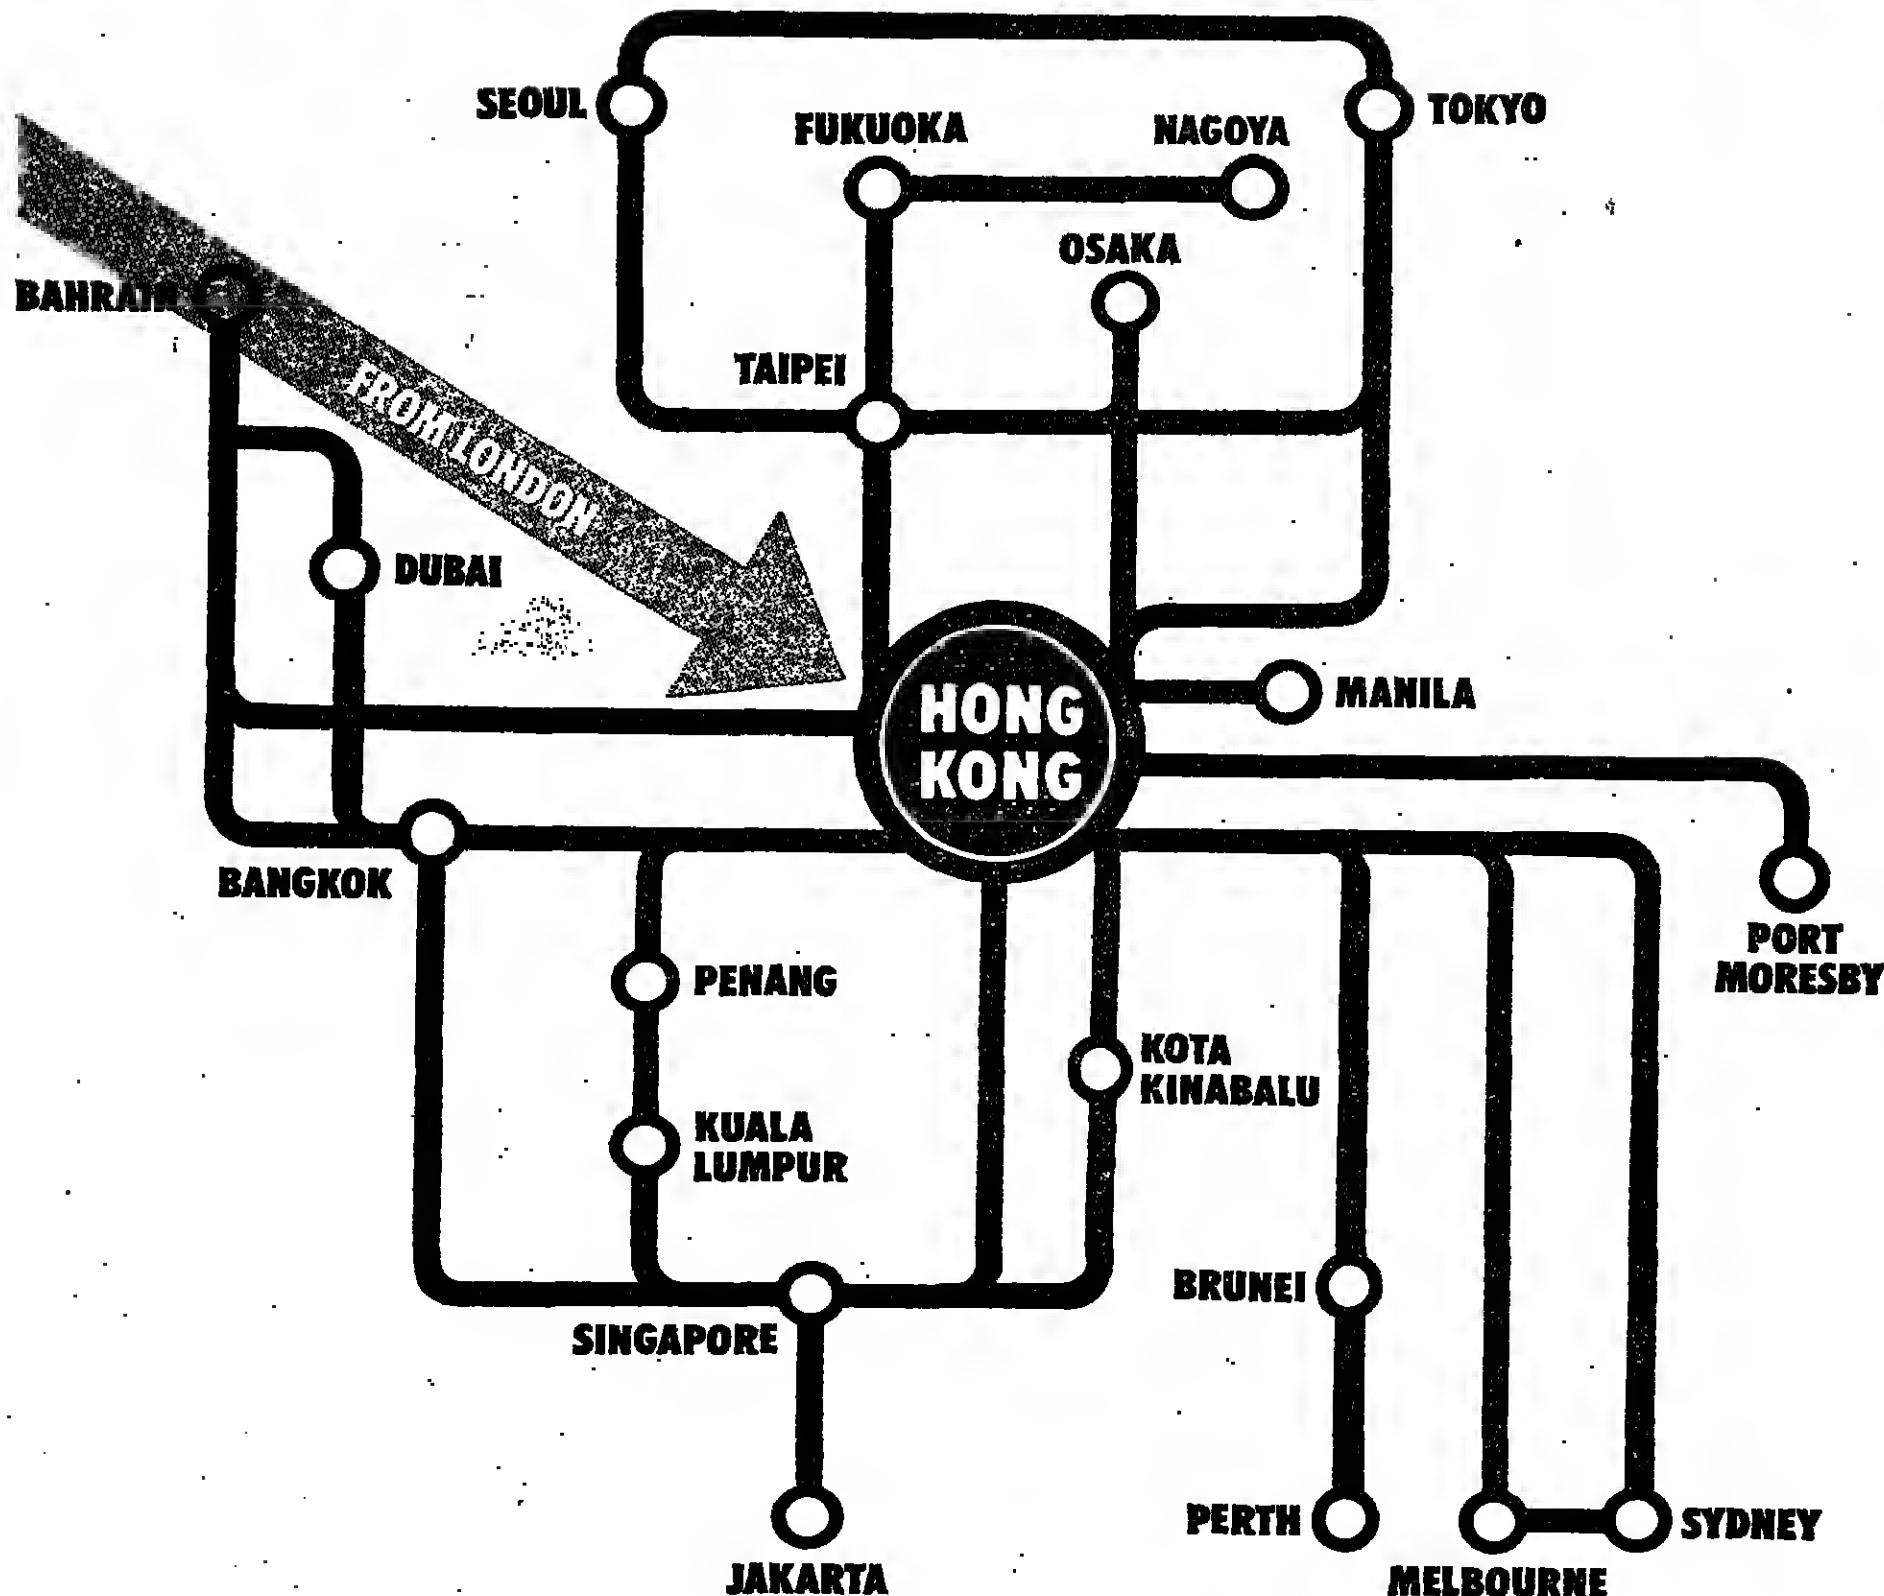 SEOUL
TOKYO
FUKUOKA
NAGOYA
OSAKA
BAHRAIN
TAIPEI
FROM LONDON
DUBAI
HONG
KONG
MANILA
BANGKOK
PORT
MORESBY
PENANG
KOTA
KINABALU
KUALA
LUMPUR
BRUNEI
SINGAPORE
PERTH
SYDNEY
JAKARTA
MELBOURNE